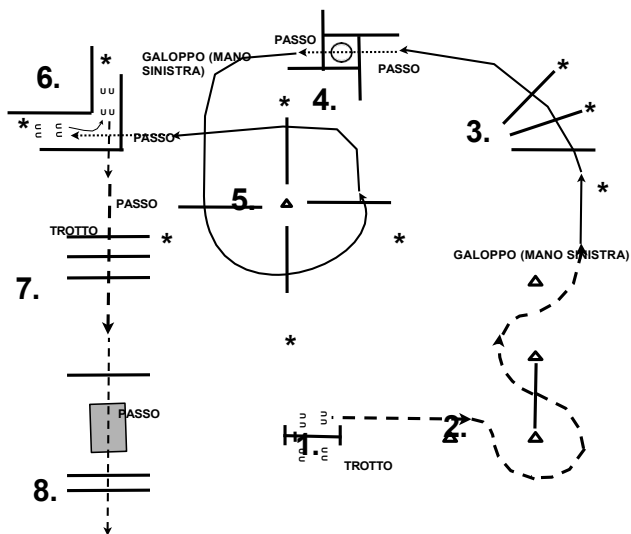 PASSO
GALOPPO (MANO
SINISTRA)
PASSO
6.
4.
3.
PASSO
5.
PASSO
TROTTO
GALOPPO (MANO SINISTRA)
7.
PASSO
2.
1.
TROTTO
8.